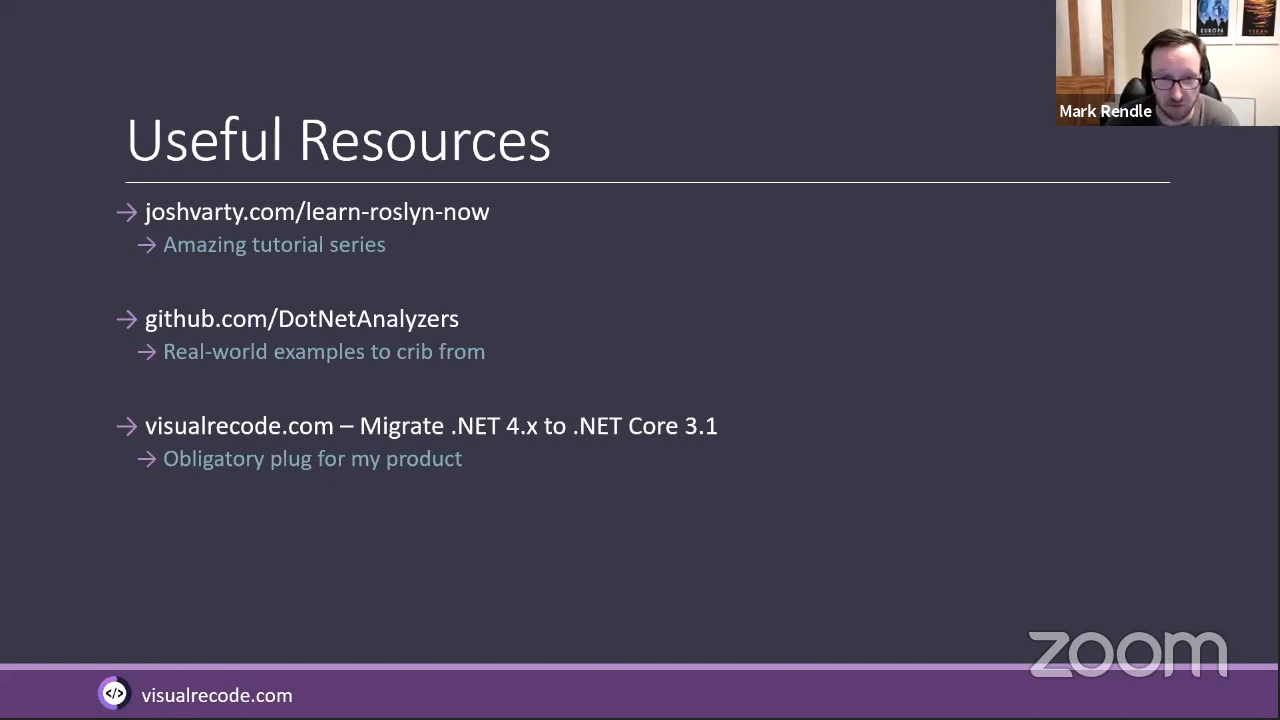 EUROPA
TITAN
Mark Rendle
Useful Resources
→ joshvarty.com/learn-roslyn-now
→ Amazing tutorial series
→ github.com/DotNetAnalyzers
→ Real-world examples to crib from
→ visualrecode.com – Migrate .NET 4.x to .NET Core 3.1
→ Obligatory plug for my product
zoom
</> visualrecode.com